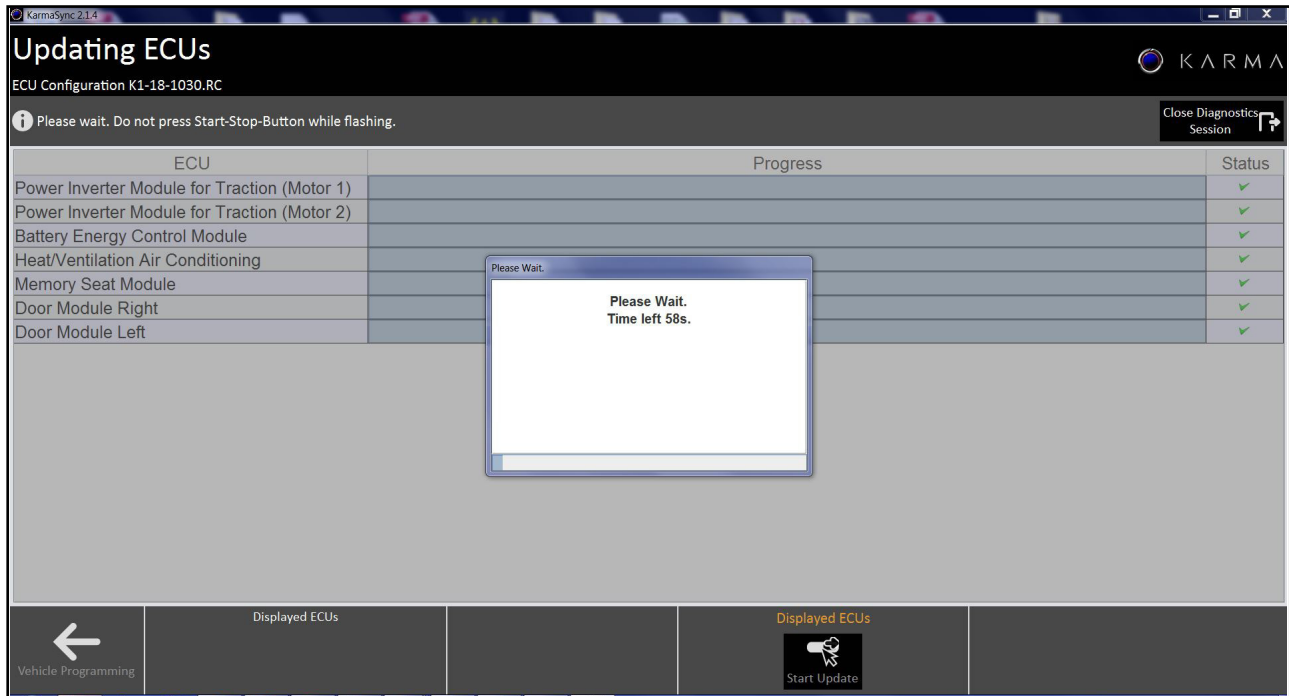 KarmaSync 2.1.4
Updating ECUs
KARMA
ECU Configuration K1-18-1030.RC
Please wait. Do not press Start-Stop-Button while flashing.
Close Diagnostics
Session
ECU Progress Status
Power Inverter Module for Traction (Motor 1)
Power Inverter Module for Traction (Motor 2)
Battery Energy Control Module
Heat/Ventilation Air Conditioning
Memory Seat Module
Door Module Right
Door Module Left
Please Wait.
Please Wait.
Time left 58s.
Displayed ECUs
Displayed ECUs
Vehicle Programming
Start Update